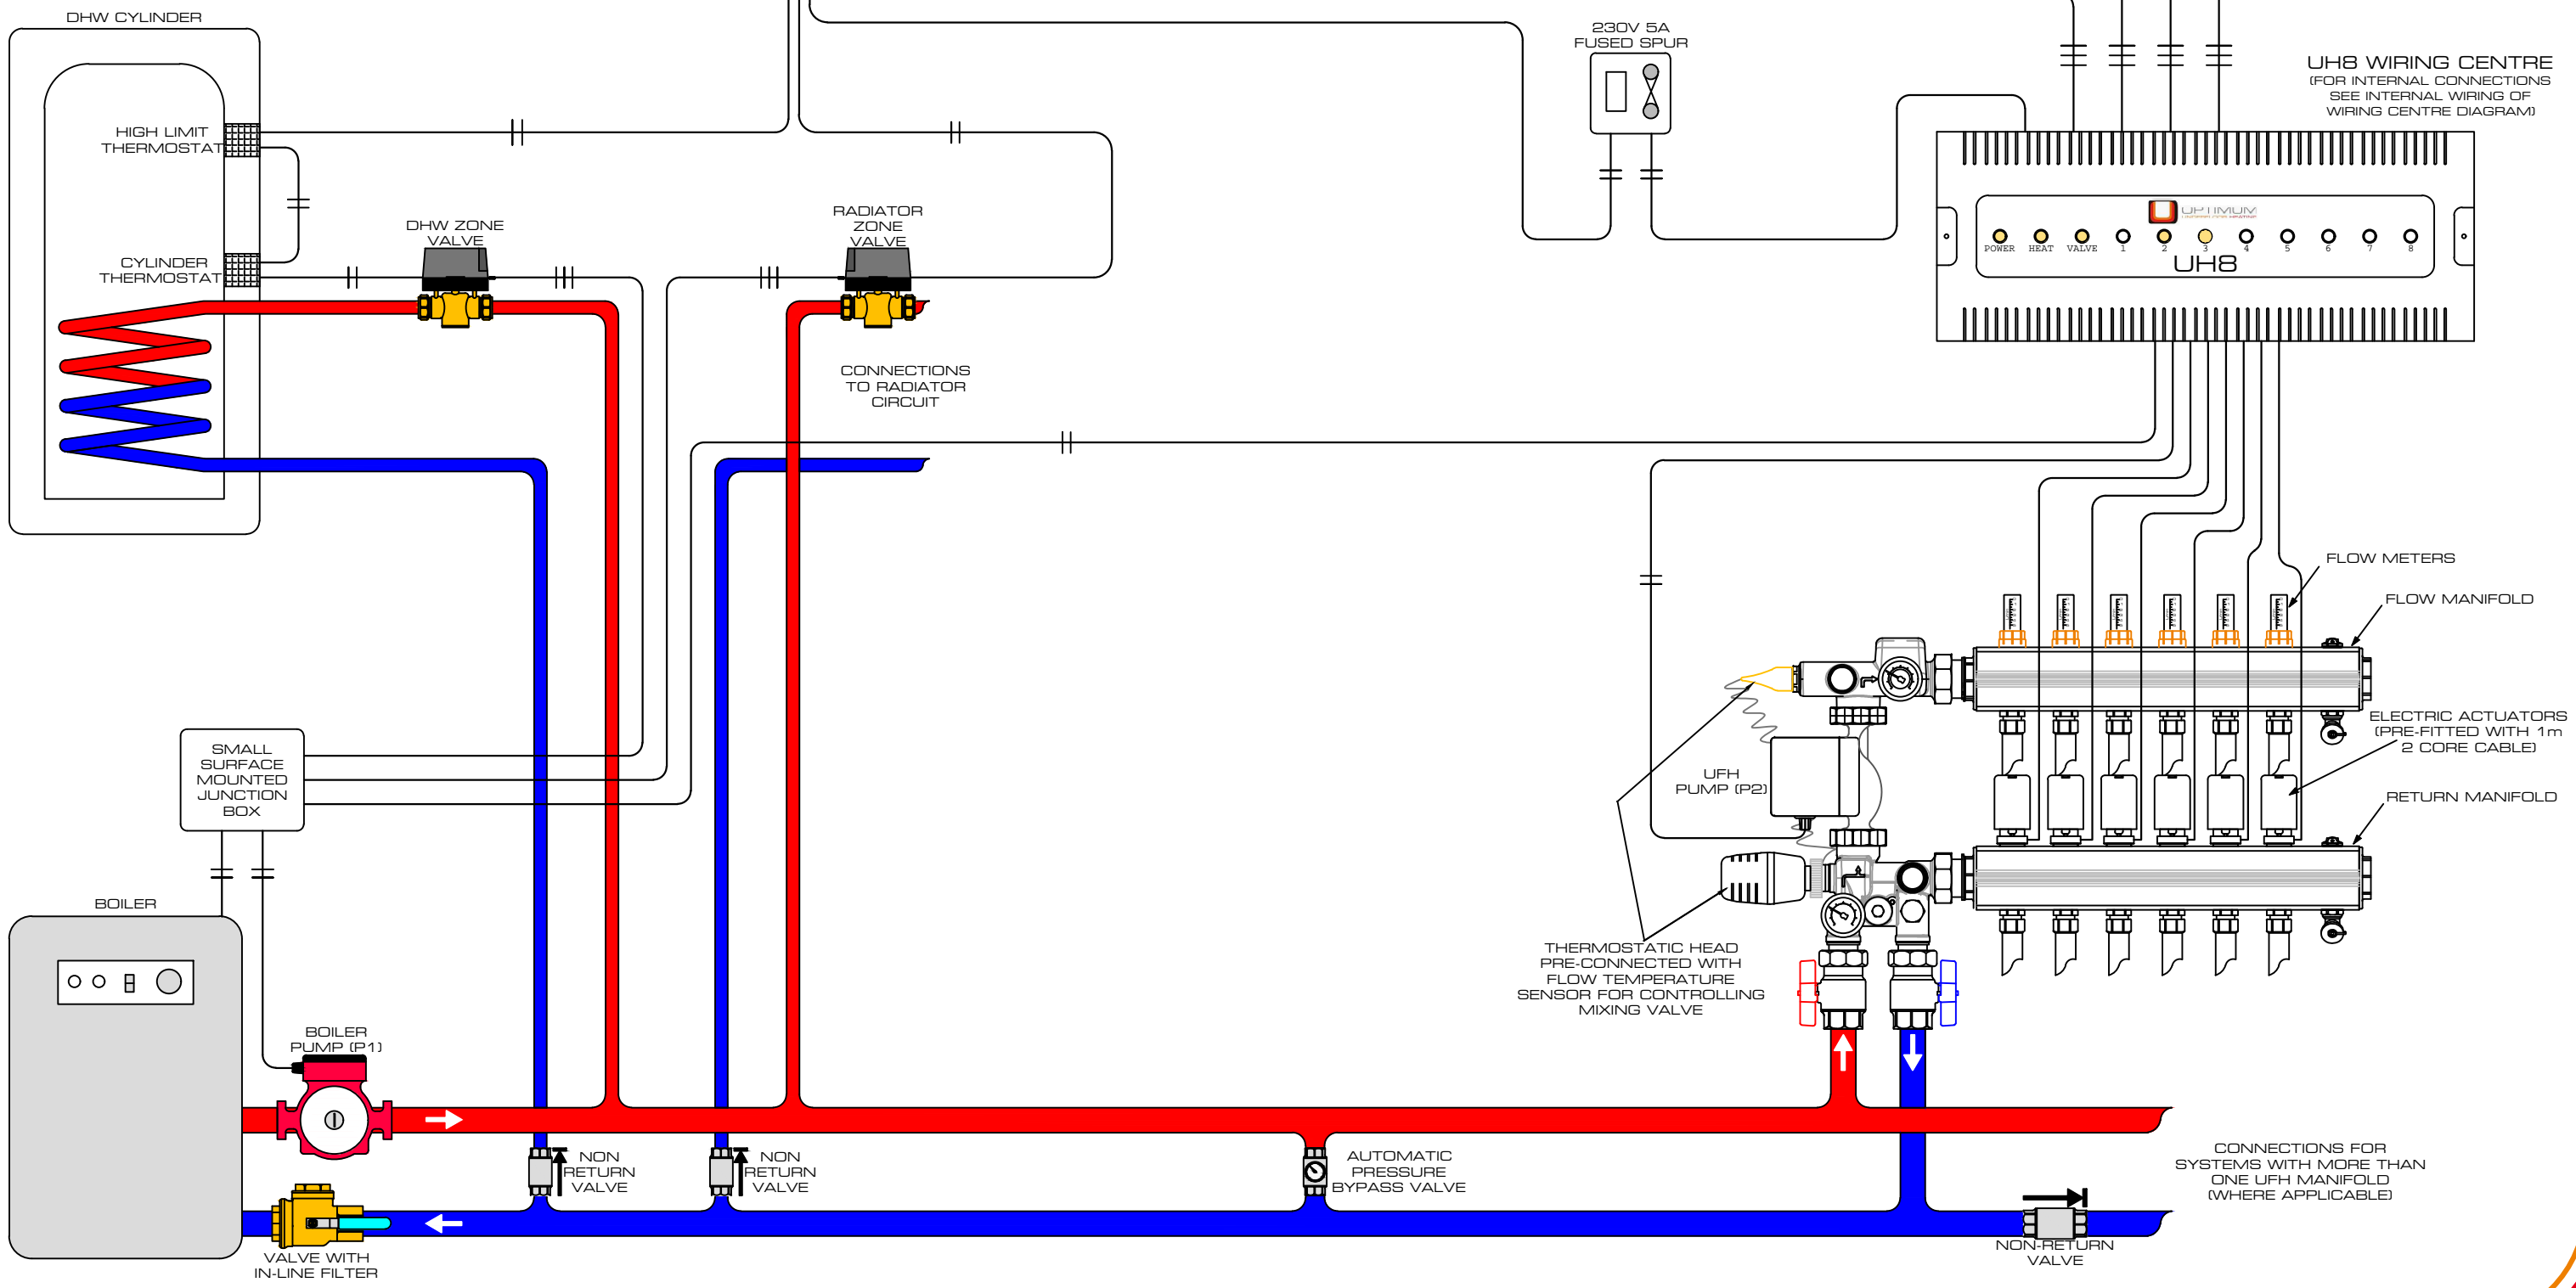 DHW CYLINDER
HIGH LIMIT
THERMOSTAT
CYLINDER
THERMOSTAT
DHW ZONE
VALVE
RADIATOR
ZONE
VALVE
CONNECTIONS
TO RADIATOR
CIRCUIT
230V 5A
FUSED SPUR
UH8 WIRING CENTRE
(FOR INTERNAL CONNECTIONS
SEE INTERNAL WIRING OF
WIRING CENTRE DIAGRAM)
OPTIMUM
POWER HEAT VALVE 1 2 3 4 5 6 7 8
UH8
FLOW METERS
FLOW MANIFOLD
ELECTRIC ACTUATORS
(PRE-FITTED WITH 1m
2 CORE CABLE)
RETURN MANIFOLD
UFH
PUMP (P2)
THERMOSTATIC HEAD
PRE-CONNECTED WITH
FLOW TEMPERATURE
SENSOR FOR CONTROLLING
MIXING VALVE
SMALL
SURFACE
MOUNTED
JUNCTION
BOX
BOILER
BOILER
PUMP (P1)
VALVE WITH
IN-LINE FILTER
NON
RETURN
VALVE
NON
RETURN
VALVE
AUTOMATIC
PRESSURE
BYPASS VALVE
CONNECTIONS FOR
SYSTEMS WITH MORE THAN
ONE UFH MANIFOLD
(WHERE APPLICABLE)
NON-RETURN
VALVE